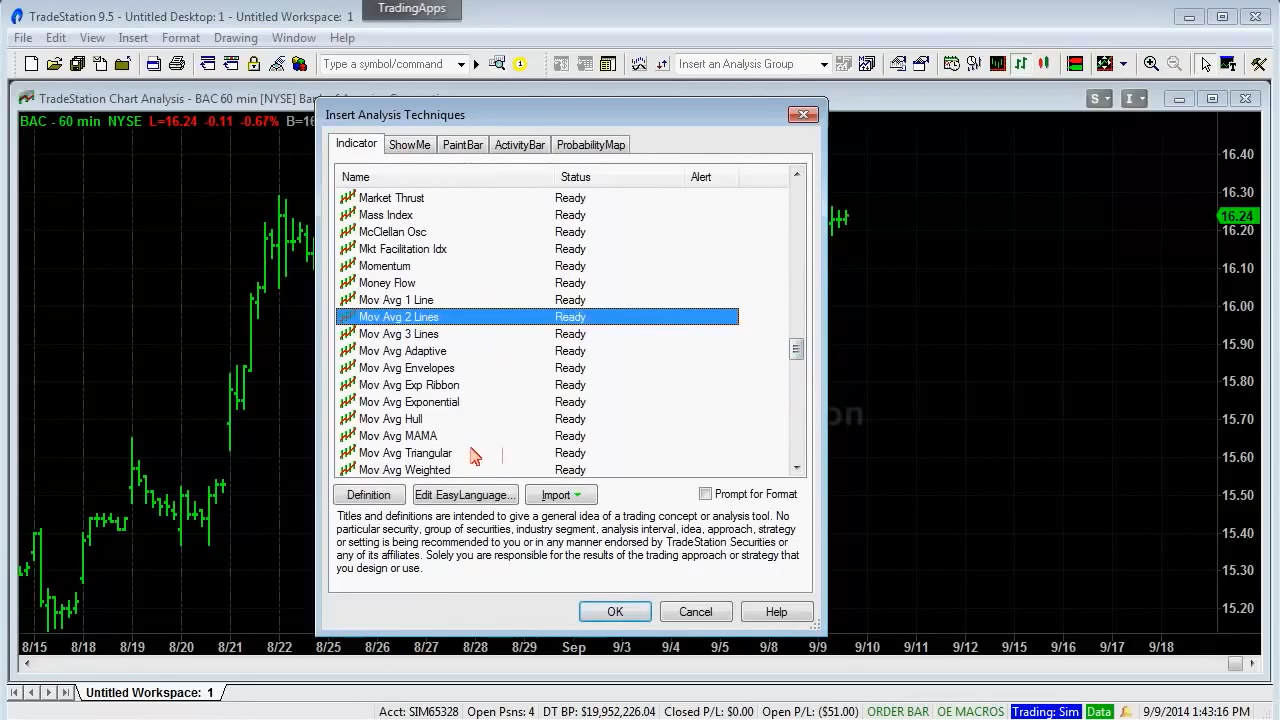 TradeStation 9.5 - Untitled Desktop: 1 - Untitled Workspace: 1
TradingApps
File Edit View Insert Format Drawing Window Help
Type a symbol/command
Insert an Analysis Group
TradeStation Chart Analysis - BAC 60 min [NYSE]
S I
BAC - 60 min NYSE L=16.24 -0.11 -0.67%
Insert Analysis Techniques
Indicator ShowMe PaintBar ActivityBar ProbabilityMap
Name Status Alert
Market Thrust Ready
Mass Index Ready
McClellan Osc Ready
Mkt Facilitation Idx Ready
Momentum Ready
Money Flow Ready
Mov Avg 1 Line Ready
Mov Avg 2 Lines Ready
Mov Avg 3 Lines Ready
Mov Avg Adaptive Ready
Mov Avg Envelopes Ready
Mov Avg Exp Ribbon Ready
Mov Avg Exponential Ready
Mov Avg Hull Ready
Mov Avg MAMA Ready
Mov Avg Triangular Ready
Mov Avg Weighted Ready
Definition Edit EasyLanguage... Import Prompt for Format
Titles and definitions are intended to give a general idea of a trading concept or analysis tool. No
particular security, group of securities, industry segment, analysis interval, idea, approach, strategy
or setting is being recommended to you or in any manner endorsed by TradeStation Securities or
any of its affiliates. Solely you are responsible for the results of the trading approach or strategy that
you design or use.
OK Cancel Help
16.40
16.30
16.24
16.20
16.10
16.00
15.90
15.80
15.70
15.60
15.50
15.40
15.30
15.20
8/15 8/18 8/19 8/20 8/21 8/22 8/25 8/26 8/27 8/28 8/29 Sep 9/3 9/4 9/5 9/8 9/9 9/10 9/12 9/15 9/16 9/17 9/18
Untitled Workspace: 1
Acct: SIM65328 Open Psns: 4 DT BP: $19,952,226.04 Closed P/L: $0.00 Open P/L: ($51.00) ORDER BAR OE MACROS Trading: Sim Data 9/9/2014 1:43:16 PM